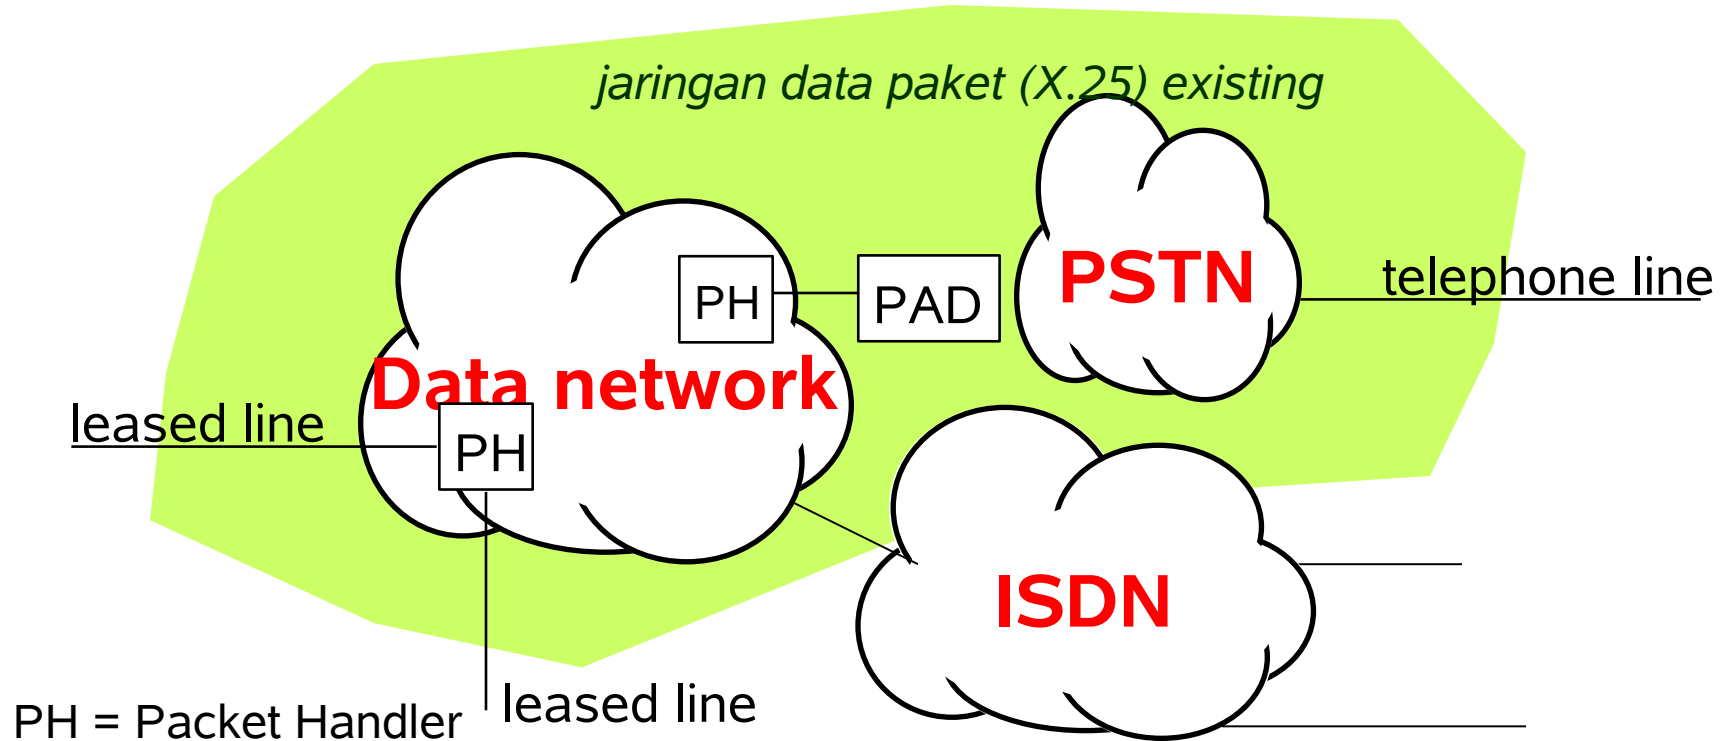 jaringan data paket (X.25) existing
PSTN
telephone line
PH
PAD
Data network
leased line
PH
ISDN
leased line
PH = Packet Handler